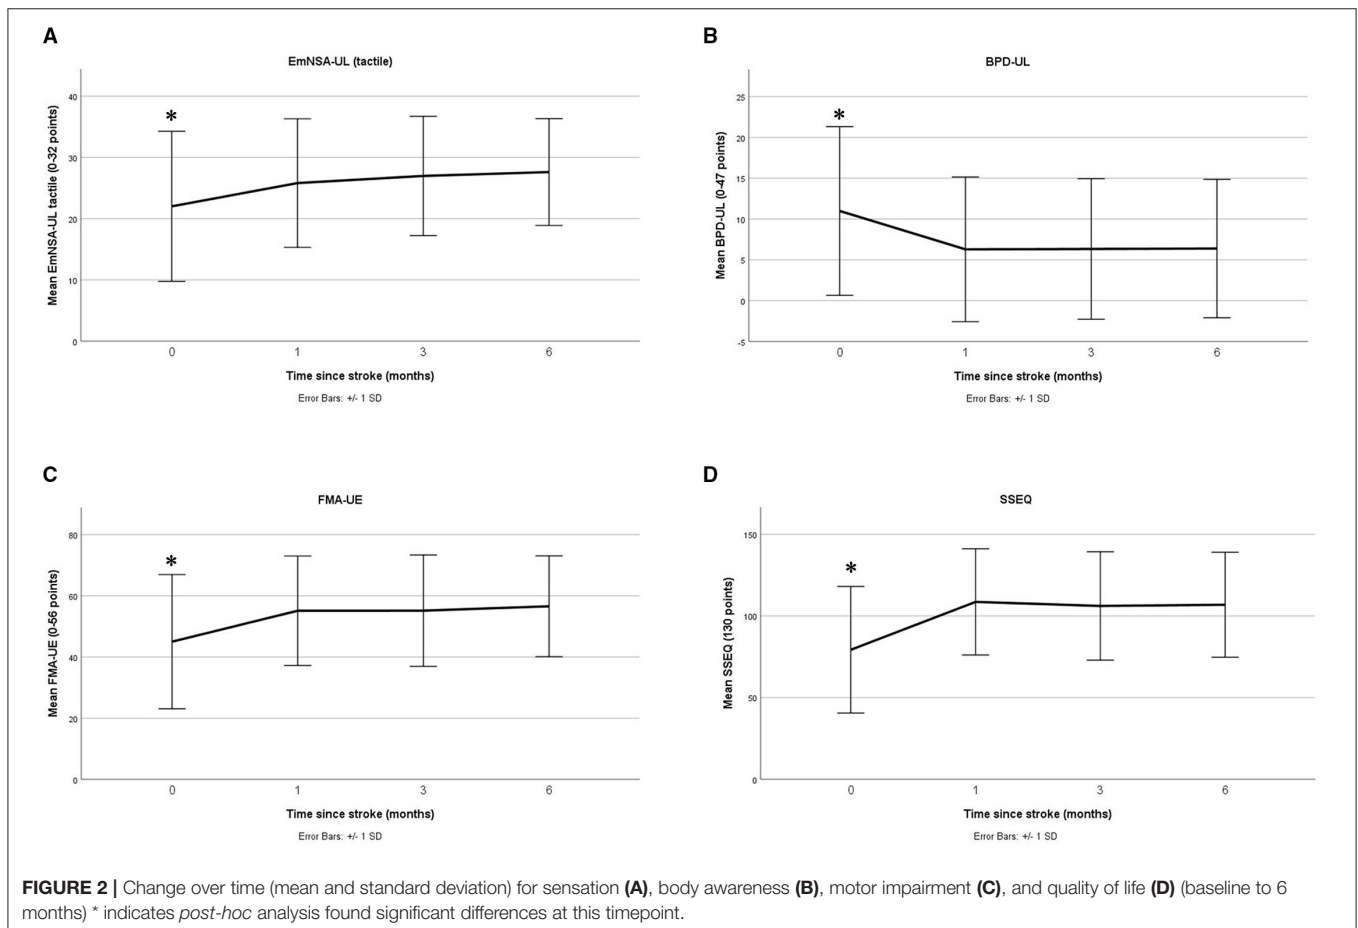 A
EmNSA-UL (tactile)
Mean EmNSA-UL tactile (0-32 points)
40
30
20
10
0
*
0 1 3 6
Time since stroke (months)
Error Bars: +/- 1 SD
B
BPD-UL
Mean BPD-UL (0-47 points)
25
20
15
10
5
0
-5
*
0 1 3 6
Time since stroke (months)
Error Bars: +/- 1 SD
C
FMA-UE
Mean FMA-UE (0-56 points)
80
60
40
20
0
*
0 1 3 6
Time since stroke (months)
Error Bars: +/- 1 SD
D
SSEQ
Mean SSEQ (130 points)
150
100
50
0
*
0 1 3 6
Time since stroke (months)
Error Bars: +/- 1 SD
FIGURE 2 | Change over time (mean and standard deviation) for sensation (A), body awareness (B), motor impairment (C), and quality of life (D) (baseline to 6
months) * indicates post-hoc analysis found significant differences at this timepoint.